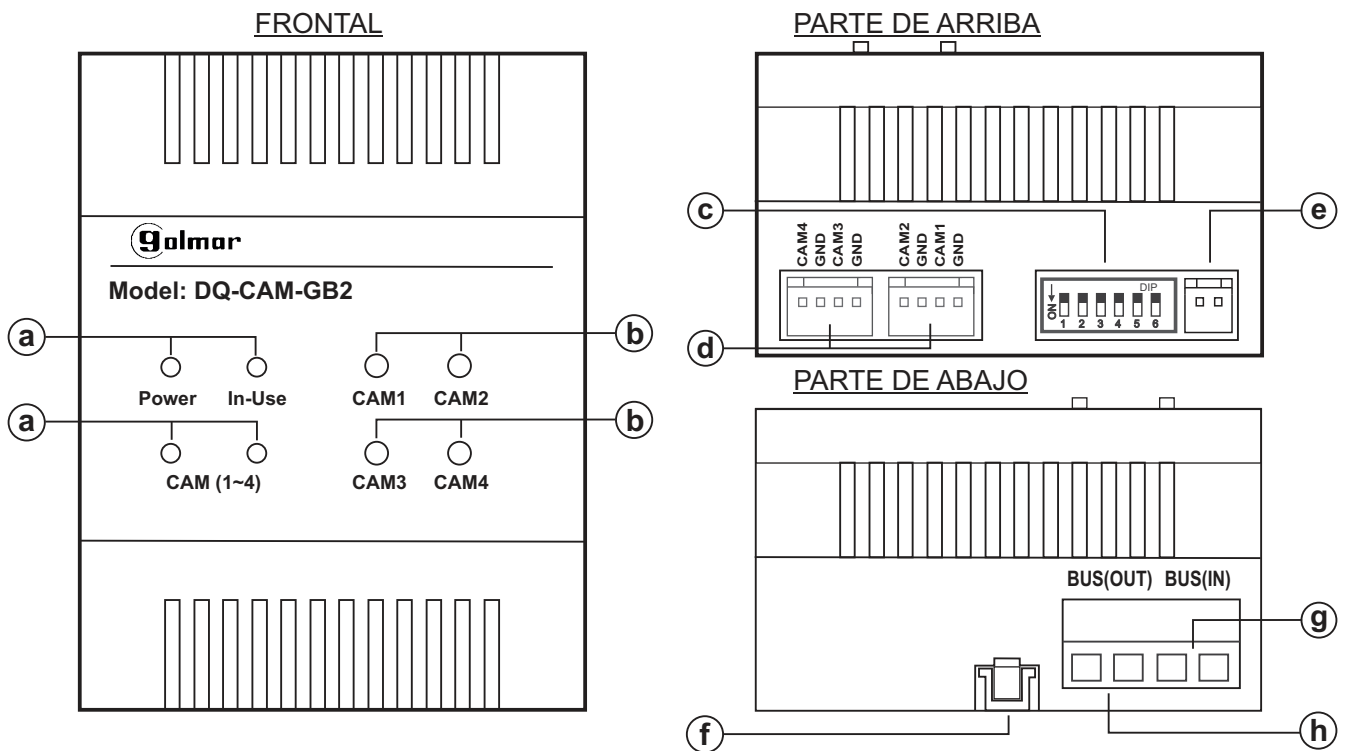 FRONTAL
golmar
Model: DQ-CAM-GB2
a
Power In-Use
CAM1 CAM2
b
a
CAM (1~4)
CAM3 CAM4
b
PARTE DE ARRIBA
c
e
CAM4
GND
CAM3
GND
CAM2
GND
CAM1
GND
DIP
ON
1 2 3 4 5 6
d
PARTE DE ABAJO
BUS(OUT) BUS(IN)
g
f
h